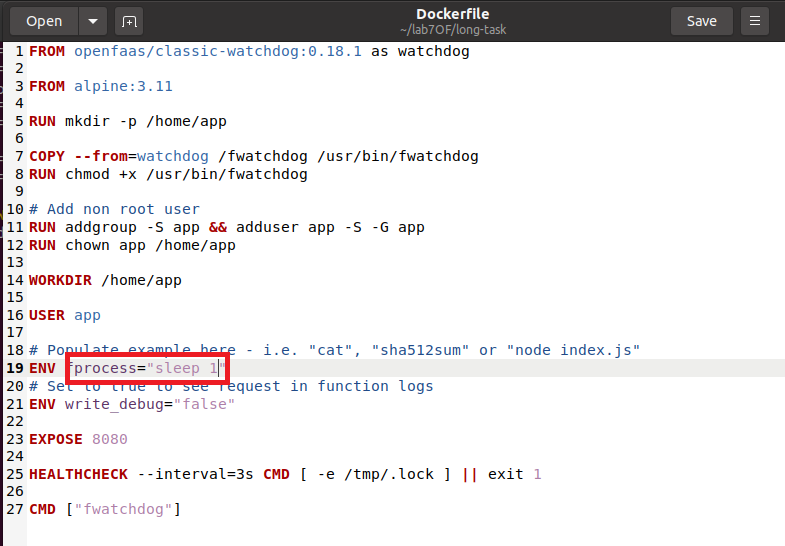 Open
Dockerfile
~/lab7OF/long-task
Save
1 FROM openfaas/classic-watchdog:0.18.1 as watchdog
2
3 FROM alpine:3.11
4
5 RUN mkdir -p /home/app
6
7 COPY --from=watchdog /fwatchdog /usr/bin/fwatchdog
8 RUN chmod +x /usr/bin/fwatchdog
9
10 # Add non root user
11 RUN addgroup -S app && adduser app -S -G app
12 RUN chown app /home/app
13
14 WORKDIR /home/app
15
16 USER app
17
18 # Populate example here - i.e. "cat", "sha512sum" or "node index.js"
19 ENV fprocess="sleep 1"
20 # Set to true to see request in function logs
21 ENV write_debug="false"
22
23 EXPOSE 8080
24
25 HEALTHCHECK --interval=3s CMD [ -e /tmp/.lock ] || exit 1
26
27 CMD ["fwatchdog"]